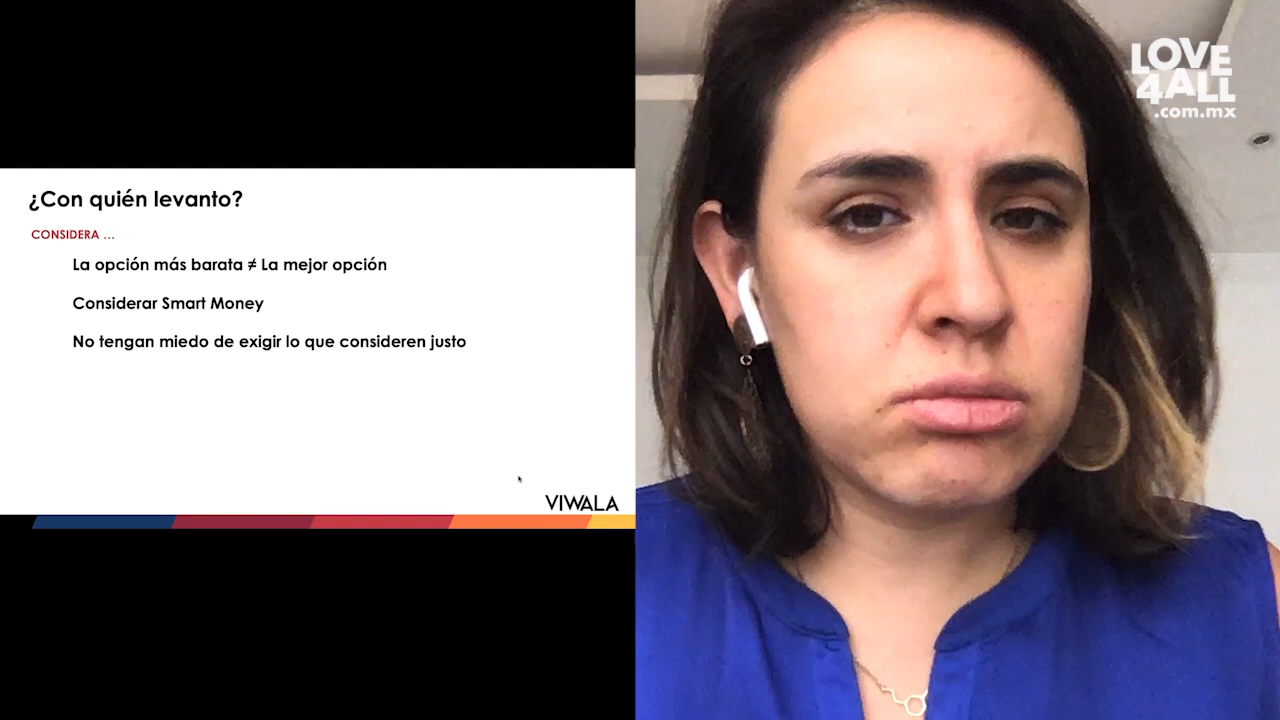 ¿Con quién levanto?
CONSIDERA ...
La opción más barata ≠ La mejor opción
Considerar Smart Money
No tengan miedo de exigir lo que consideren justo
VIWALA
LOVE
4ALL
.com.mx